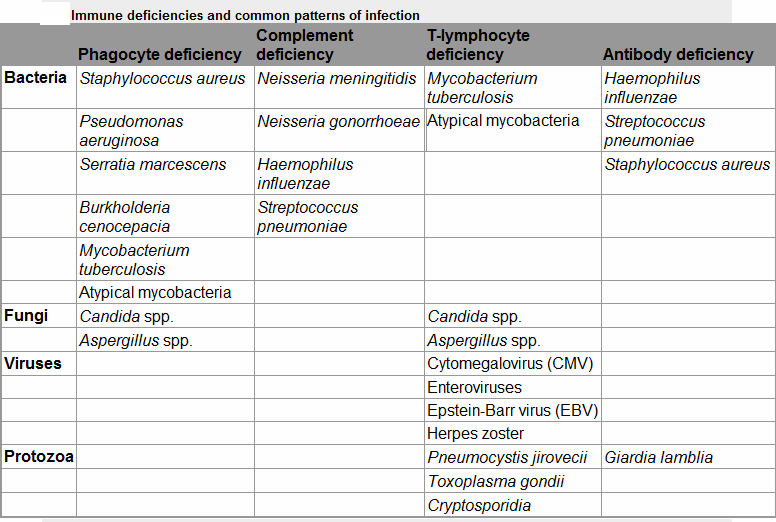 Immune deficiencies and common patterns of infection
Phagocyte deficiency Complement deficiency T-lymphocyte deficiency Antibody deficiency
Bacteria Staphylococcus aureus Neisseria meningitidis Mycobacterium tuberculosis Haemophilus influenzae
Pseudomonas aeruginosa Neisseria gonorrhoeae Atypical mycobacteria Streptococcus pneumoniae
Serratia marcescens Haemophilus influenzae Staphylococcus aureus
Burkholderia cenocepacia Streptococcus pneumoniae
Mycobacterium tuberculosis
Atypical mycobacteria
Fungi Candida spp. Candida spp.
Aspergillus spp. Aspergillus spp.
Viruses Cytomegalovirus (CMV)
Enteroviruses
Epstein-Barr virus (EBV)
Herpes zoster
Protozoa Pneumocystis jirovecii Giardia lamblia
Toxoplasma gondii
Cryptosporidia